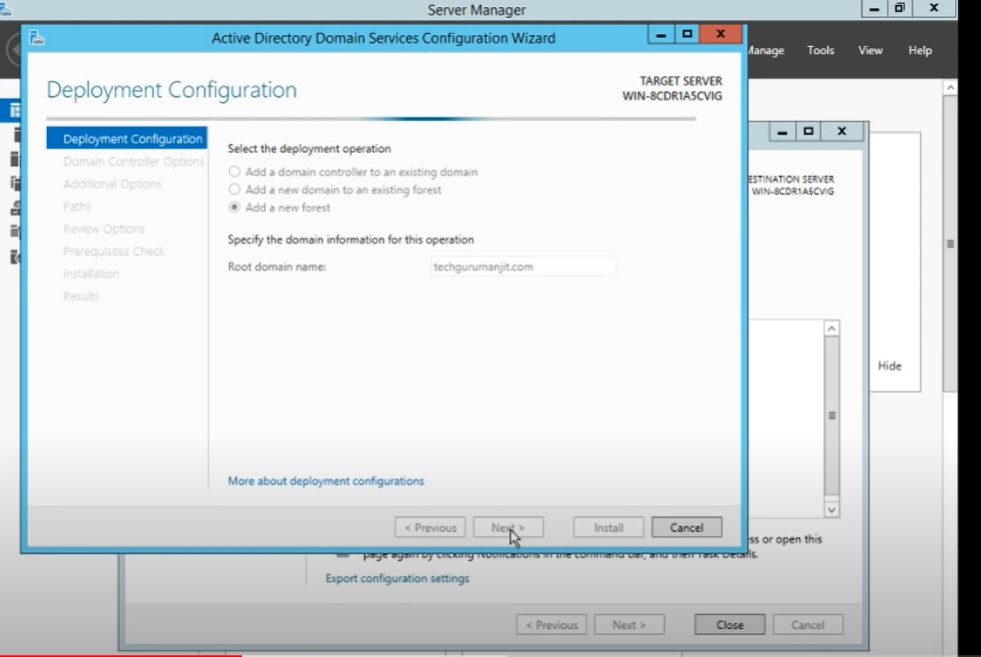 Server Manager
Active Directory Domain Services Configuration Wizard
Manage Tools View Help
Deployment Configuration
TARGET SERVER
WIN-8CDR1A5CVIG
Deployment Configuration
Domain Controller Options
Additional Options
Paths
Review Options
Prerequisites Check
Installation
Results
Select the deployment operation
Add a domain controller to an existing domain
Add a new domain to an existing forest
Add a new forest
Specify the domain information for this operation
Root domain name: techgurumanjit.com
More about deployment configurations
< Previous Next > Install Cancel
ESTINATION SERVER
WIN-8CDR1A5CVIG
Hide
ess or open this
page again by clicking Notifications in the command bar, and then Task Details.
Export configuration settings
< Previous Next > Close Cancel